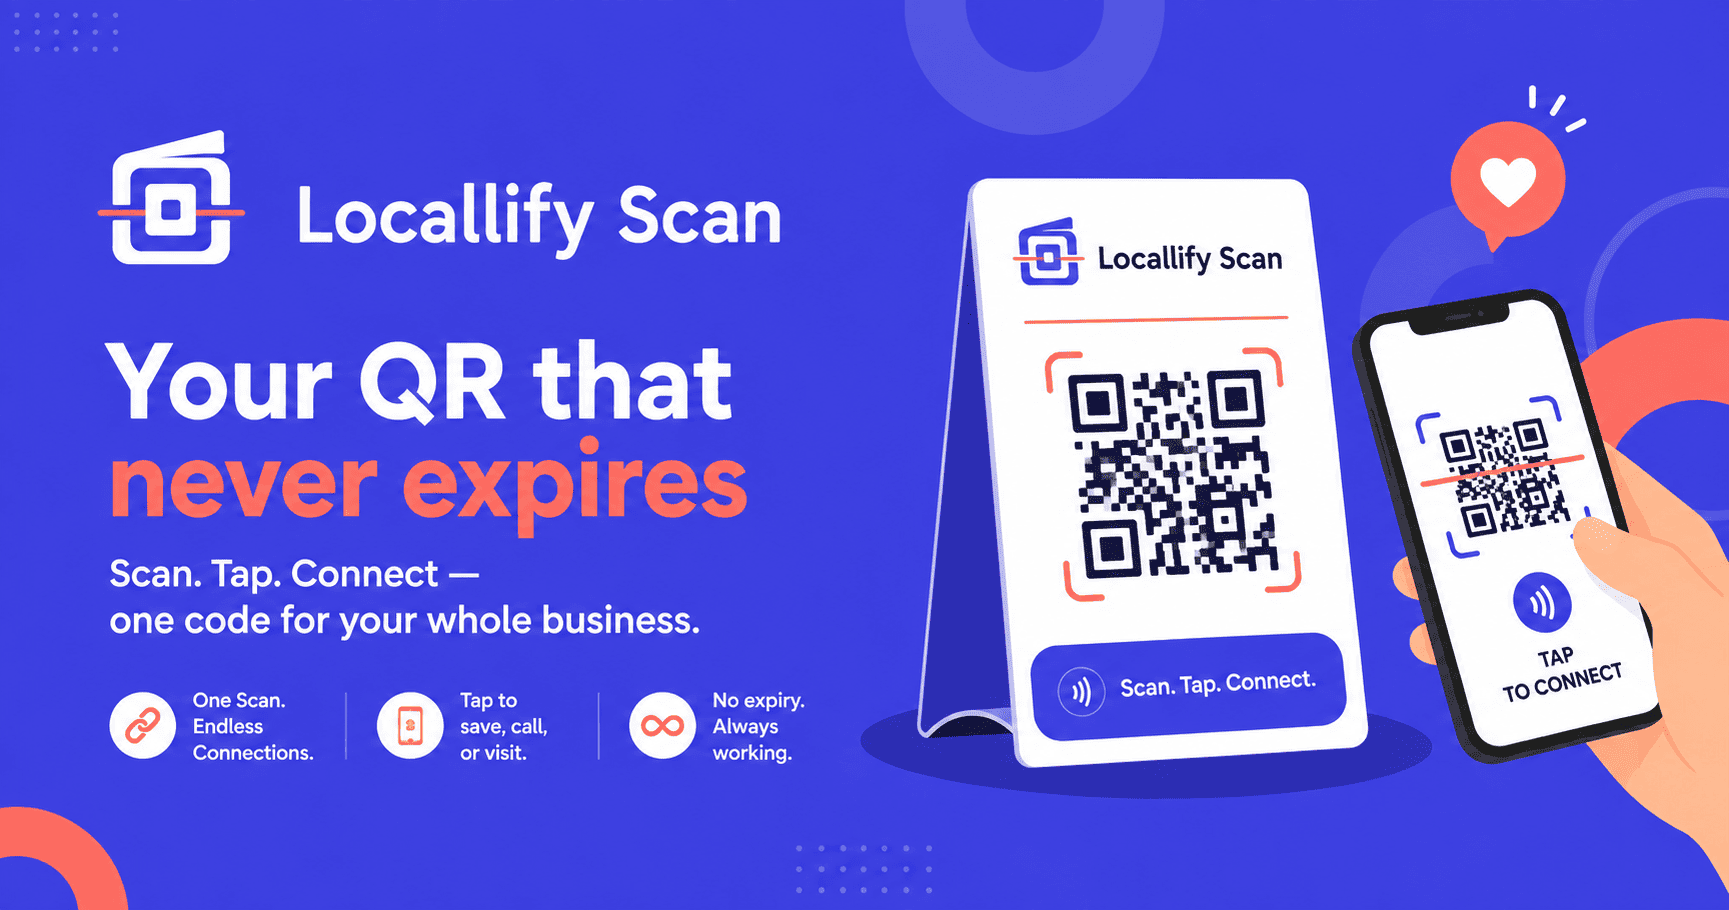 Locallify Scan
Your QR that
never expires
Scan. Tap. Connect —
one code for your whole business.
One Scan.
Endless
Connections.
Tap to
save, call,
or visit.
No expiry.
Always
working.
Locallify Scan
Scan. Tap. Connect.
TAP
TO CONNECT